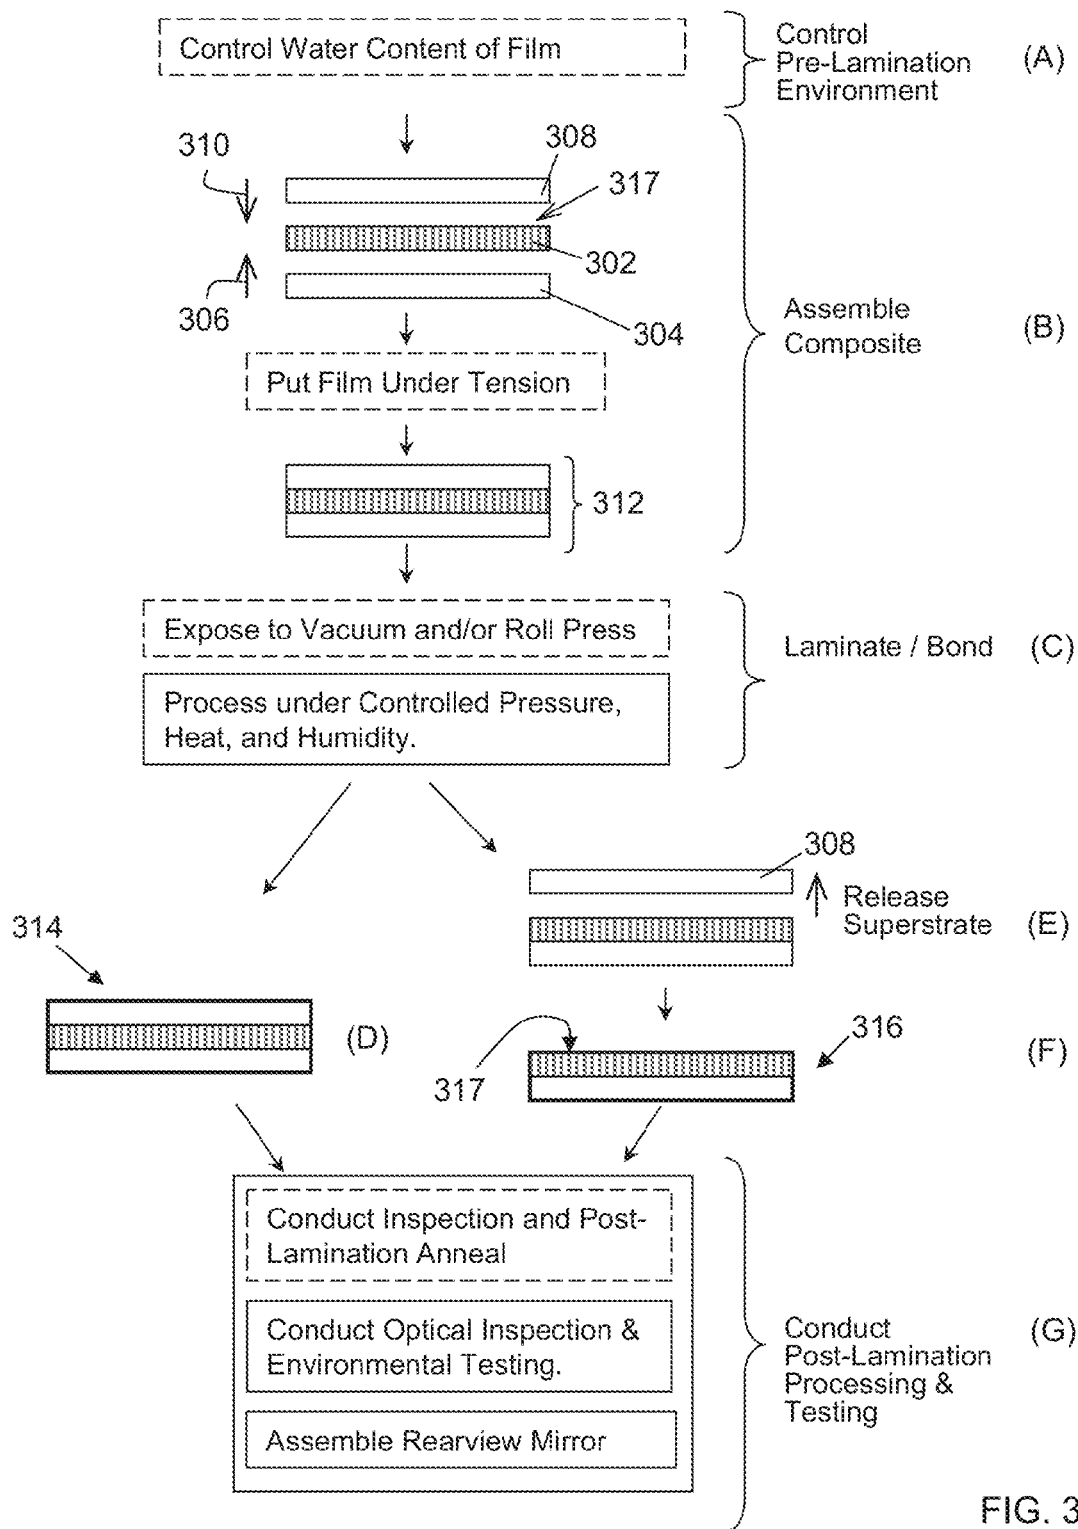 Control Water Content of Film
Control
Pre-Lamination
Environment
(A)
310
308
317
302
306
304
Put Film Under Tension
Assemble
Composite
(B)
312
Expose to Vacuum and/or Roll Press
Process under Controlled Pressure,
Heat, and Humidity.
Laminate / Bond
(C)
308
Release
Superstrate
(E)
314
(D)
317
316
(F)
Conduct Inspection and Post-
Lamination Anneal
Conduct Optical Inspection &
Environmental Testing.
Assemble Rearview Mirror
Conduct
Post-Lamination
Processing &
Testing
(G)
FIG. 3